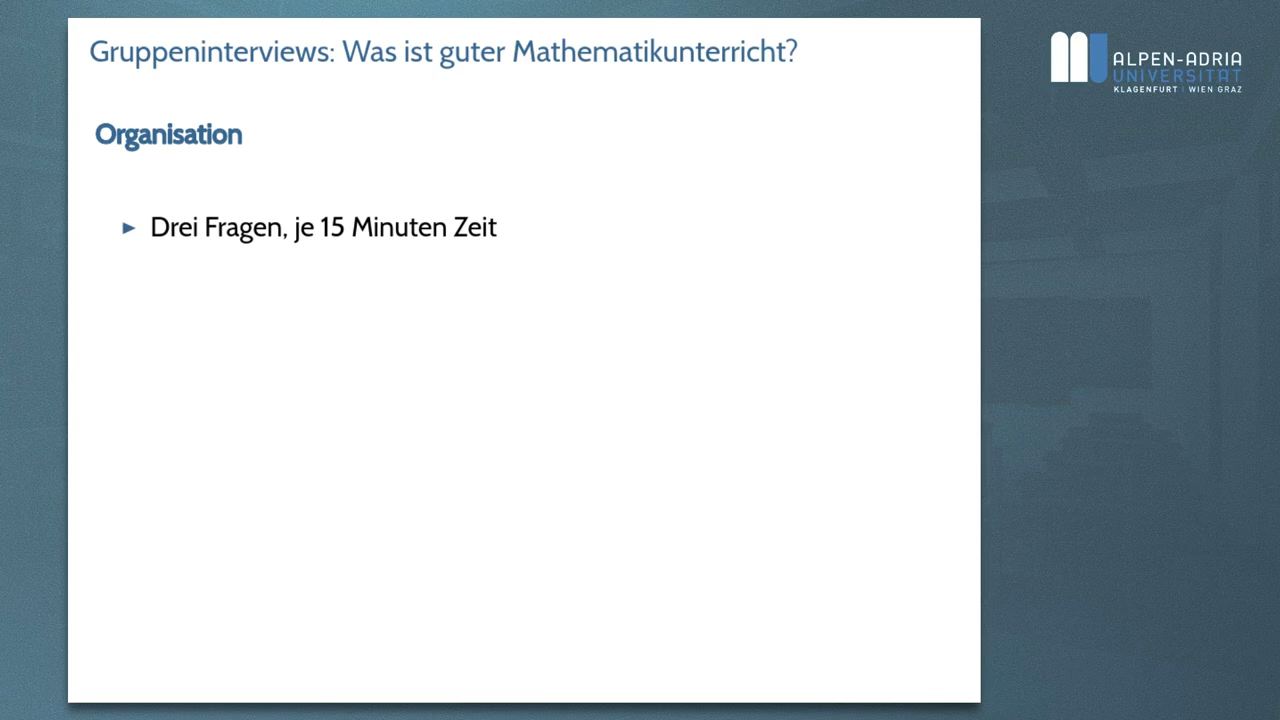 Gruppeninterviews: Was ist guter Mathematikunterricht?
ALPEN-ADRIA
UNIVERSITÄT
KLAGENFURT | WIEN GRAZ
Organisation
► Drei Fragen, je 15 Minuten Zeit